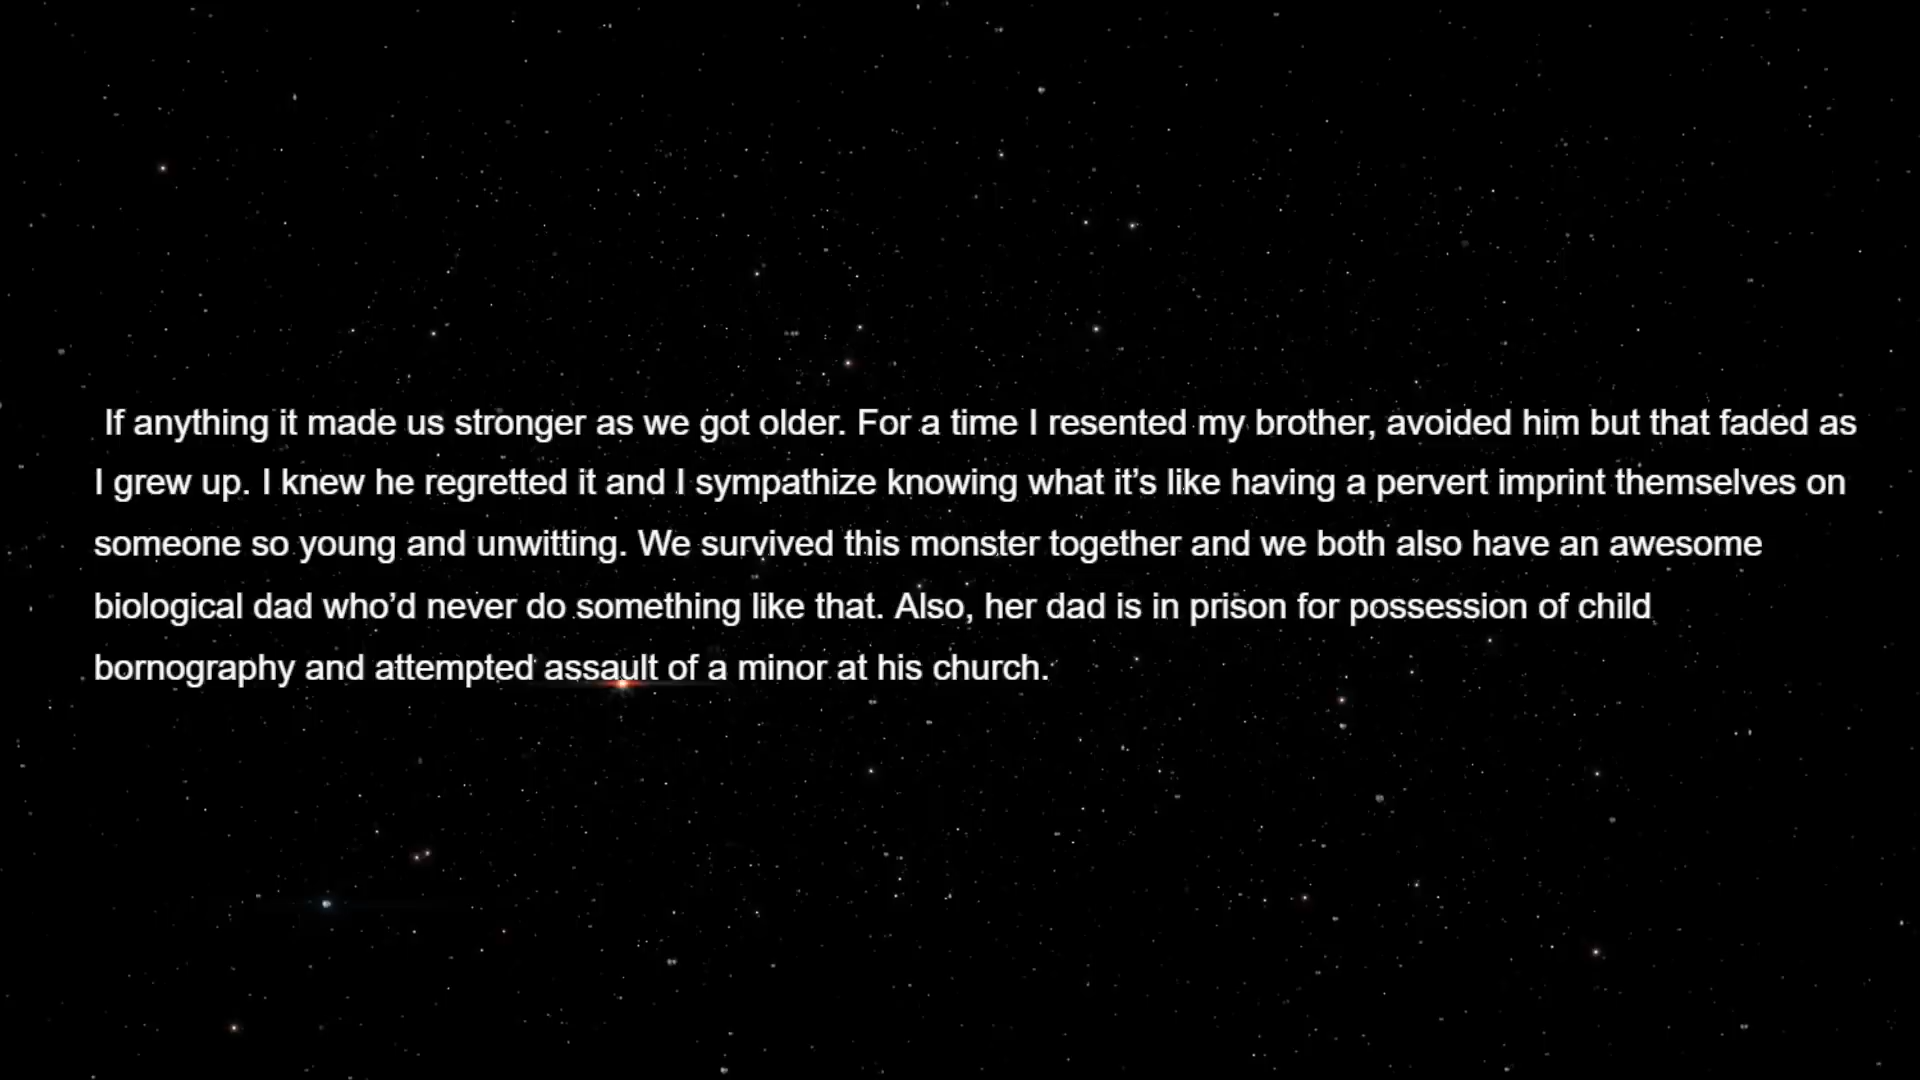 If anything it made us stronger as we got older. For a time I resented my brother, avoided him but that faded as
I grew up. I knew he regretted it and I sympathize knowing what it’s like having a pervert imprint themselves on
someone so young and unwitting. We survived this monster together and we both also have an awesome
biological dad who’d never do something like that. Also, her dad is in prison for possession of child
bornography and attempted assault of a minor at his church.